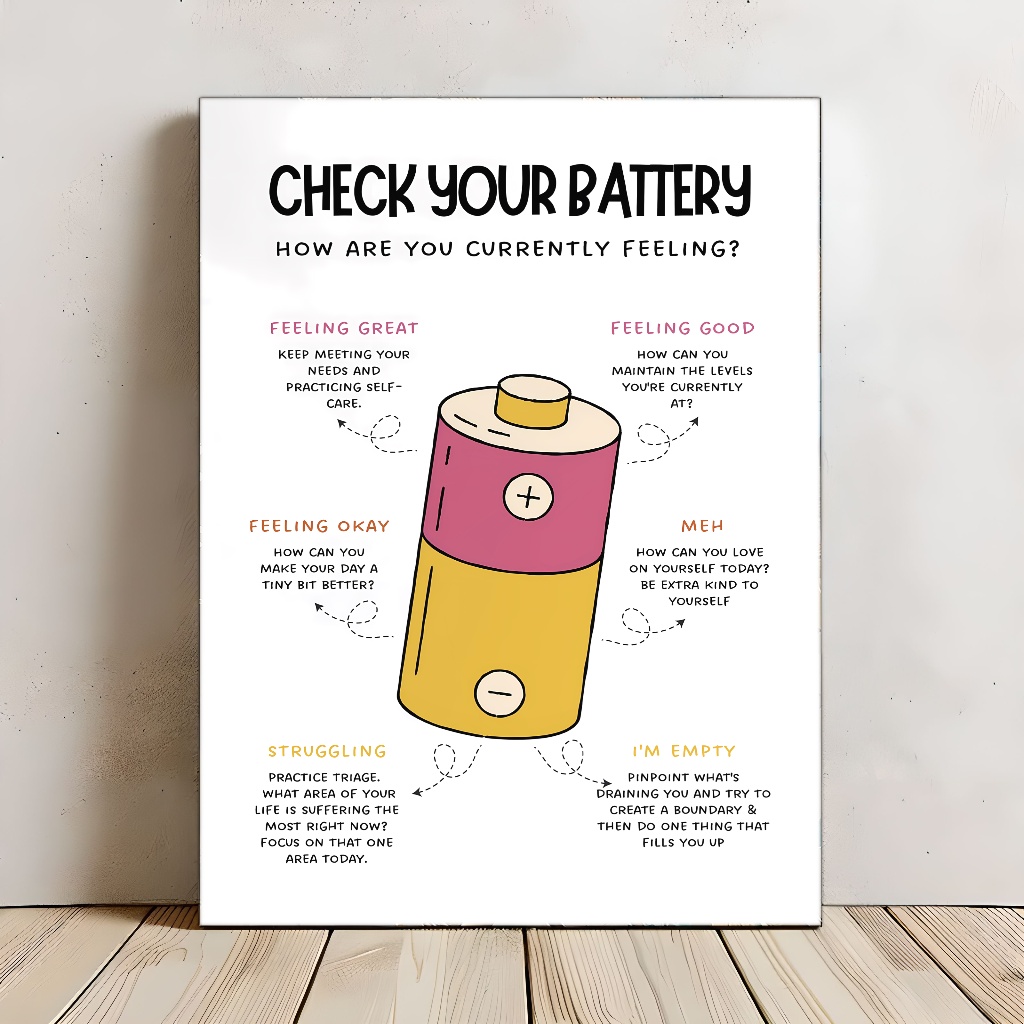 CHECK YOUR BATTERY
HOW ARE YOU CURRENTLY FEELING?
FEELING GREAT
KEEP MEETING YOUR
NEEDS AND
PRACTICING SELF-
CARE.
FEELING GOOD
HOW CAN YOU
MAINTAIN THE LEVELS
YOU'RE CURRENTLY
AT?
FEELING OKAY
HOW CAN YOU
MAKE YOUR DAY A
TINY BIT BETTER?
MEH
HOW CAN YOU LOVE
ON YOURSELF TODAY?
BE EXTRA KIND TO
YOURSELF
STRUGGLING
PRACTICE TRIAGE.
WHAT AREA OF YOUR
LIFE IS SUFFERING THE
MOST RIGHT NOW?
FOCUS ON THAT ONE
AREA TODAY.
I'M EMPTY
PINPOINT WHAT'S
DRAINING YOU AND TRY TO
CREATE A BOUNDARY &
THEN DO ONE THING THAT
FILLS YOU UP